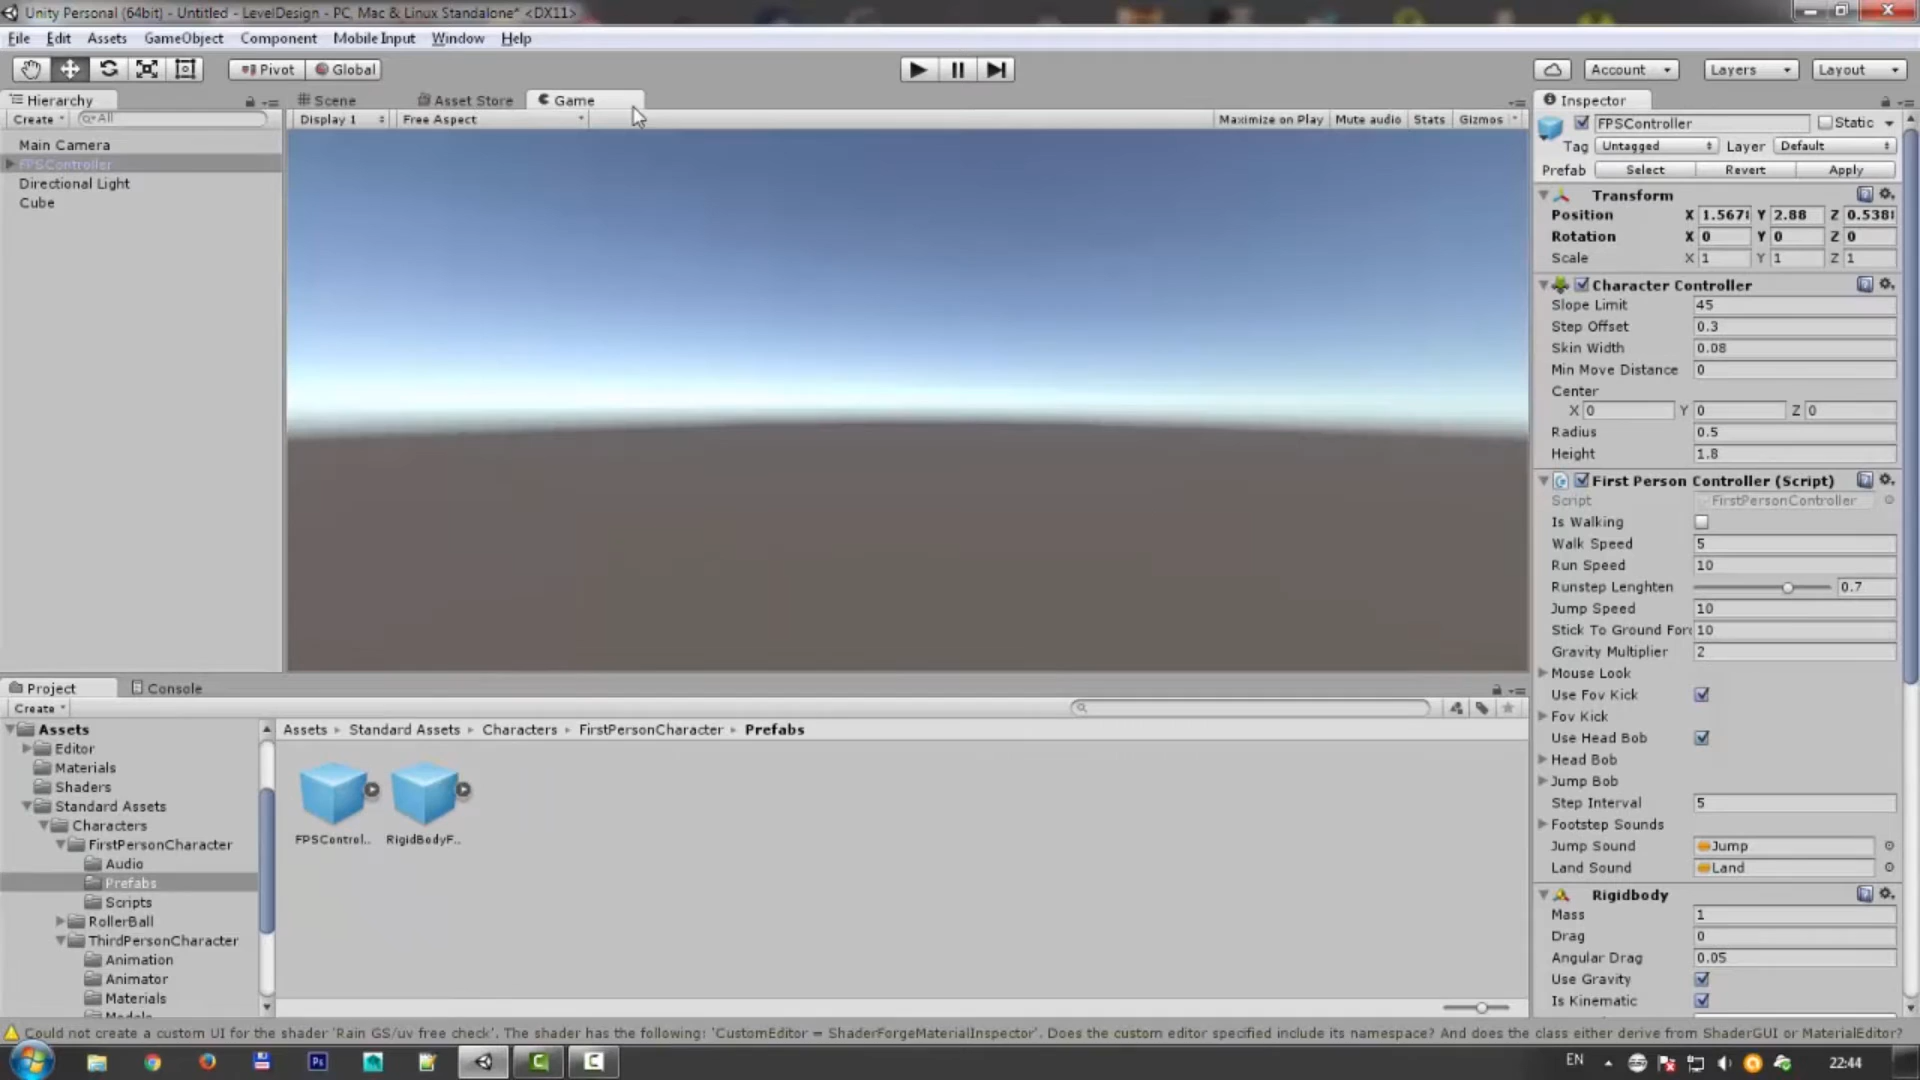 Unity Personal (64bit) - Untitled - LevelDesign - PC, Mac & Linux Standalone* <DX11>
File Edit Assets GameObject Component Mobile Input Window Help
Pivot Global Account Layers Layout
Hierarchy Scene Asset Store Game Inspector
Create All Display 1 Free Aspect Maximize on Play Mute audio Stats Gizmos
FPSController Static
Main Camera
Tag Untagged Layer Default
FPSController
Prefab Select Revert Apply
Directional Light
Transform
Cube
Position X 1.567 Y 2.88 Z 0.538
Rotation X 0 Y 0 Z 0
Scale X 1 Y 1 Z 1
Character Controller
Slope Limit 45
Step Offset 0.3
Skin Width 0.08
Min Move Distance 0
Center
X 0 Y 0 Z 0
Radius 0.5
Height 1.8
First Person Controller (Script)
Script FirstPersonController
Is Walking
Walk Speed 5
Run Speed 10
Runstep Lenghten 0.7
Jump Speed 10
Stick To Ground For 10
Gravity Multiplier 2
Mouse Look
Use Fov Kick
Fov Kick
Use Head Bob
Head Bob
Jump Bob
Step Interval 5
Footstep Sounds
Jump Sound Jump
Land Sound Land
Rigidbody
Mass 1
Drag 0
Angular Drag 0.05
Use Gravity
Is Kinematic
Project Console
Create
Assets
Editor
Materials
Shaders
Standard Assets
Characters
FirstPersonCharacter
Audio
Prefabs
Scripts
RollerBall
ThirdPersonCharacter
Animation
Animator
Materials
Assets Standard Assets Characters FirstPersonCharacter Prefabs
FPSControl.. RigidBodyF..
Could not create a custom UI for the shader 'Rain GS/uv free check'. The shader has the following: 'CustomEditor = ShaderForgeMaterialInspector'. Does the custom editor specified include its namespace? And does the class either derive from ShaderGUI or MaterialEditor?
Ps EN 22:44